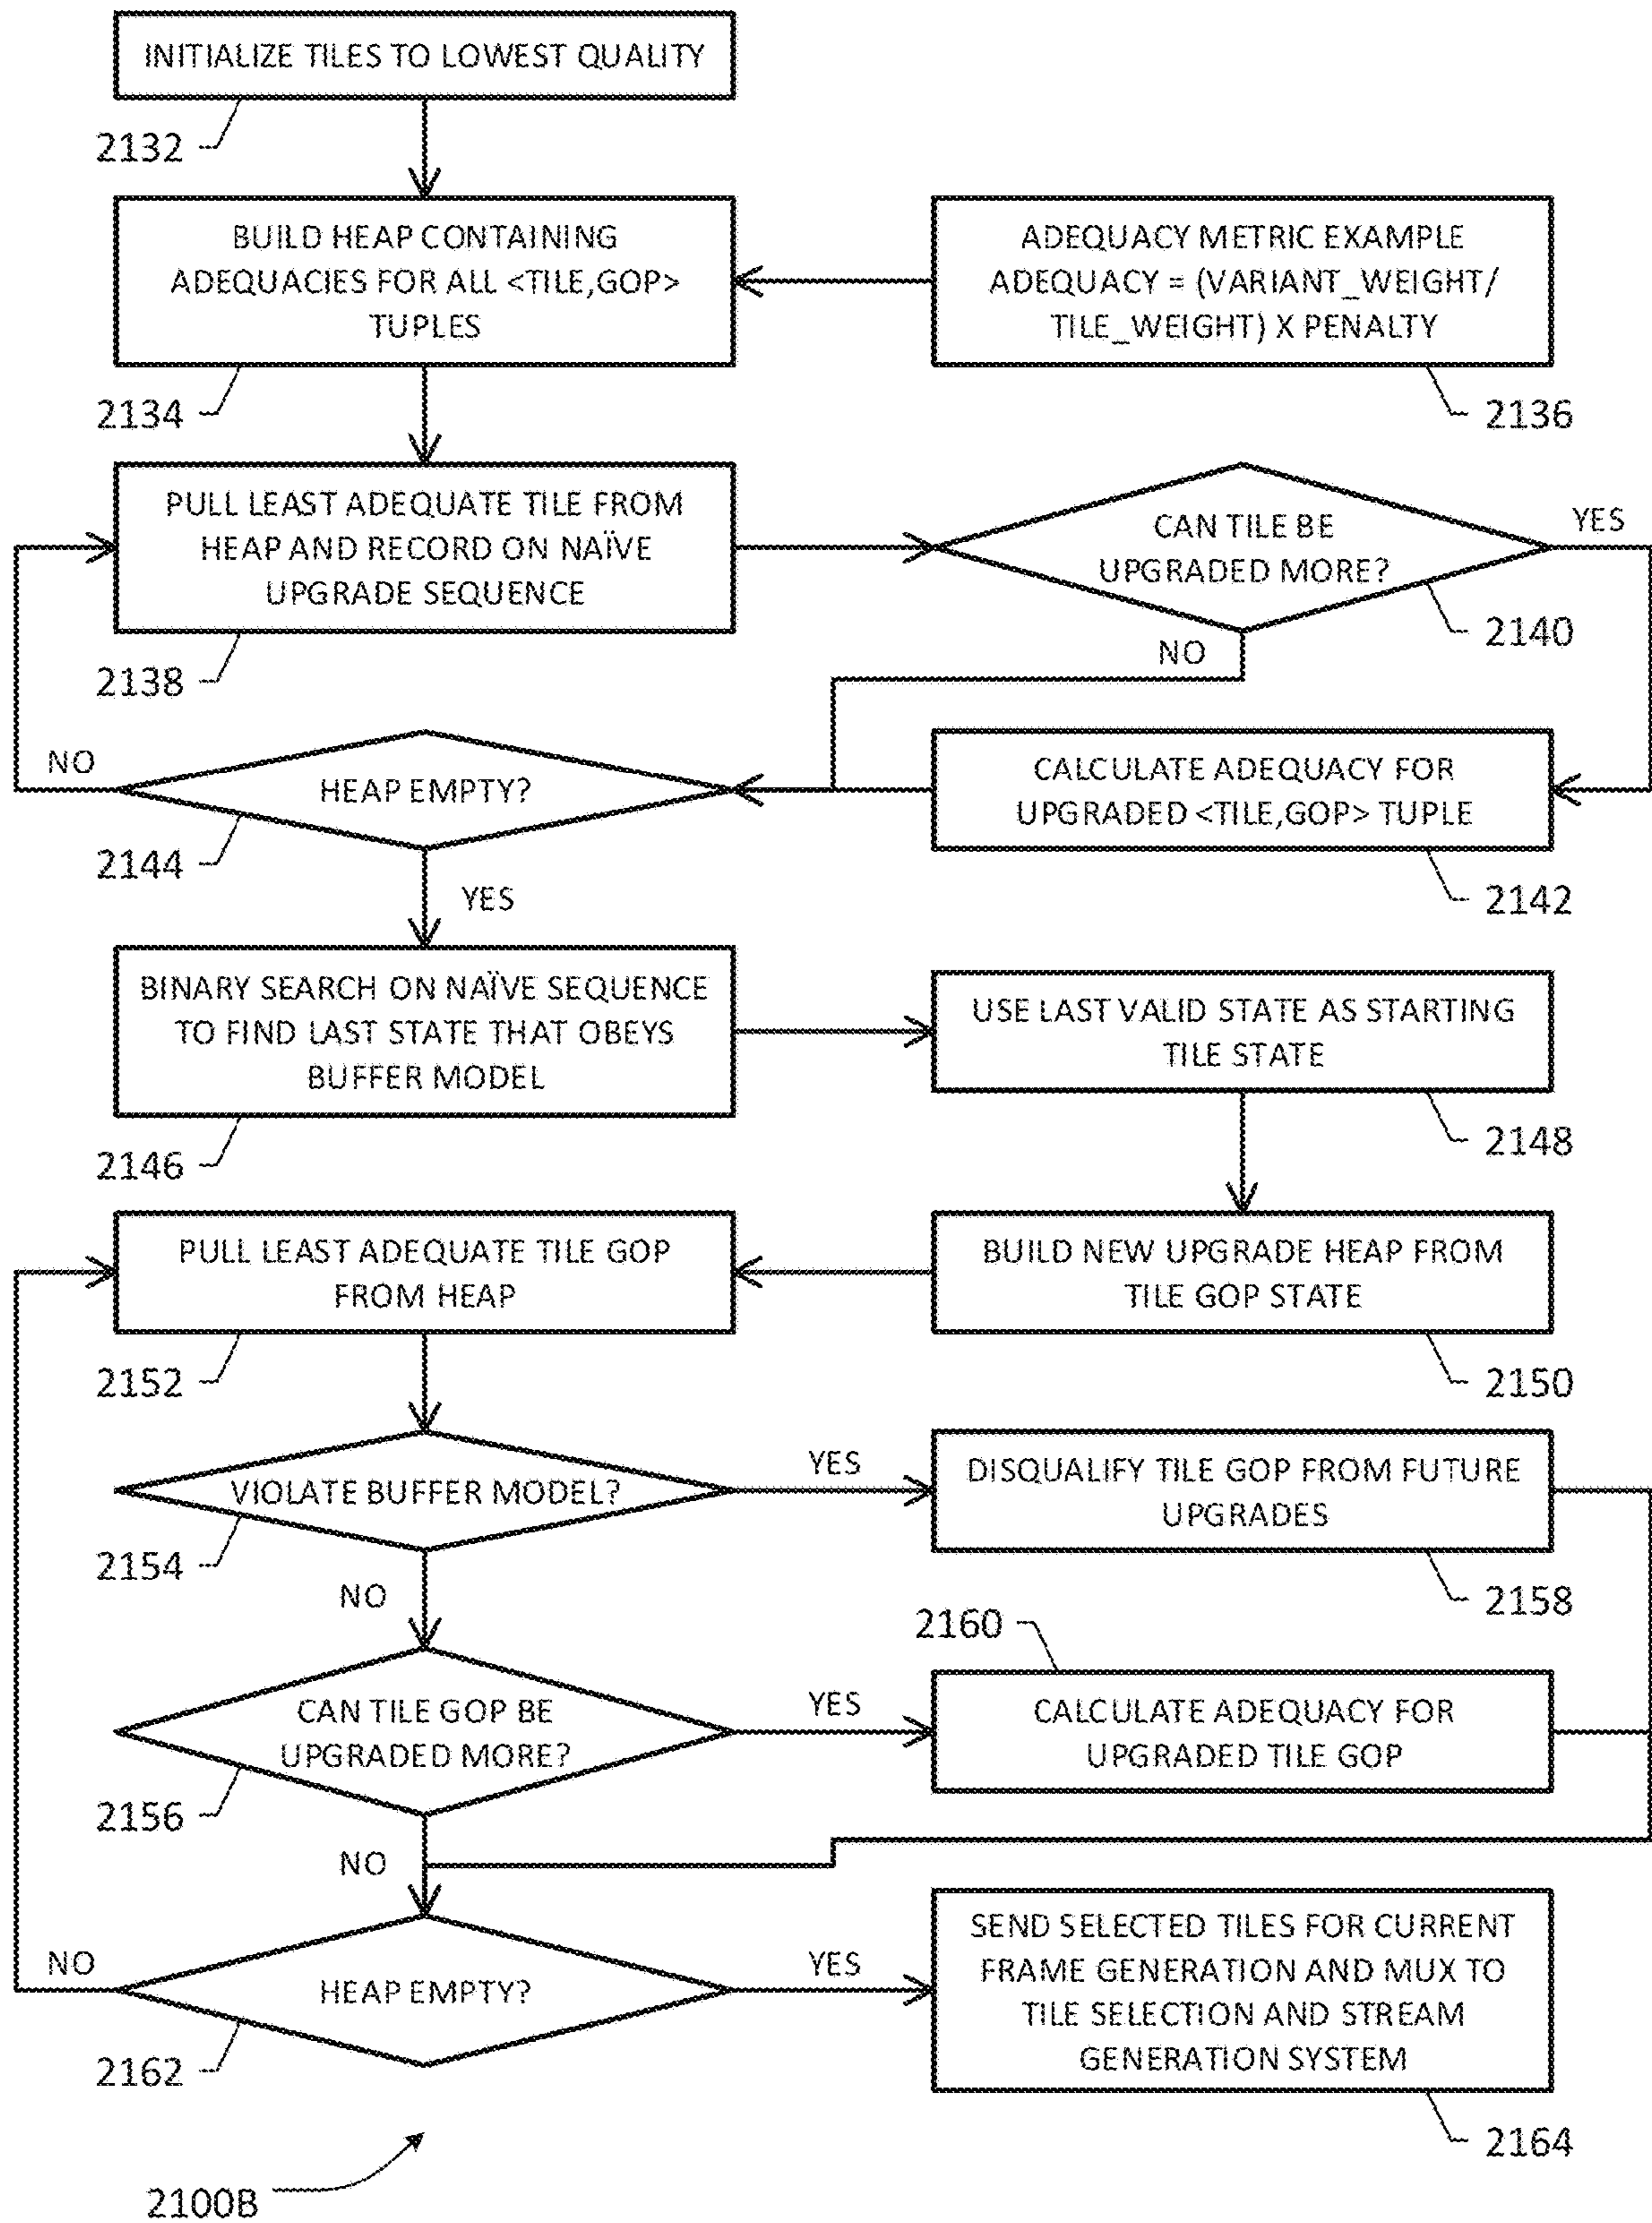 INITIALIZE TILES TO LOWEST QUALITY
2132
BUILD HEAP CONTAINING
ADEQUACIES FOR ALL <TILE,GOP>
TUPLES
2134
ADEQUACY METRIC EXAMPLE
ADEQUACY = (VARIANT_WEIGHT/
TILE_WEIGHT) X PENALTY
2136
PULL LEAST ADEQUATE TILE FROM
HEAP AND RECORD ON NAÏVE
UPGRADE SEQUENCE
2138
CAN TILE BE
UPGRADED MORE?
YES
2140
NO
NO
HEAP EMPTY?
2144
YES
CALCULATE ADEQUACY FOR
UPGRADED <TILE,GOP> TUPLE
2142
BINARY SEARCH ON NAÏVE SEQUENCE
TO FIND LAST STATE THAT OBEYS
BUFFER MODEL
2146
USE LAST VALID STATE AS STARTING
TILE STATE
2148
PULL LEAST ADEQUATE TILE GOP
FROM HEAP
2152
BUILD NEW UPGRADE HEAP FROM
TILE GOP STATE
2150
VIOLATE BUFFER MODEL?
YES
2154
NO
DISQUALIFY TILE GOP FROM FUTURE
UPGRADES
2158
2160
CAN TILE GOP BE
UPGRADED MORE?
YES
2156
NO
CALCULATE ADEQUACY FOR
UPGRADED TILE GOP
NO
HEAP EMPTY?
YES
2162
SEND SELECTED TILES FOR CURRENT
FRAME GENERATION AND MUX TO
TILE SELECTION AND STREAM
GENERATION SYSTEM
2164
2100B